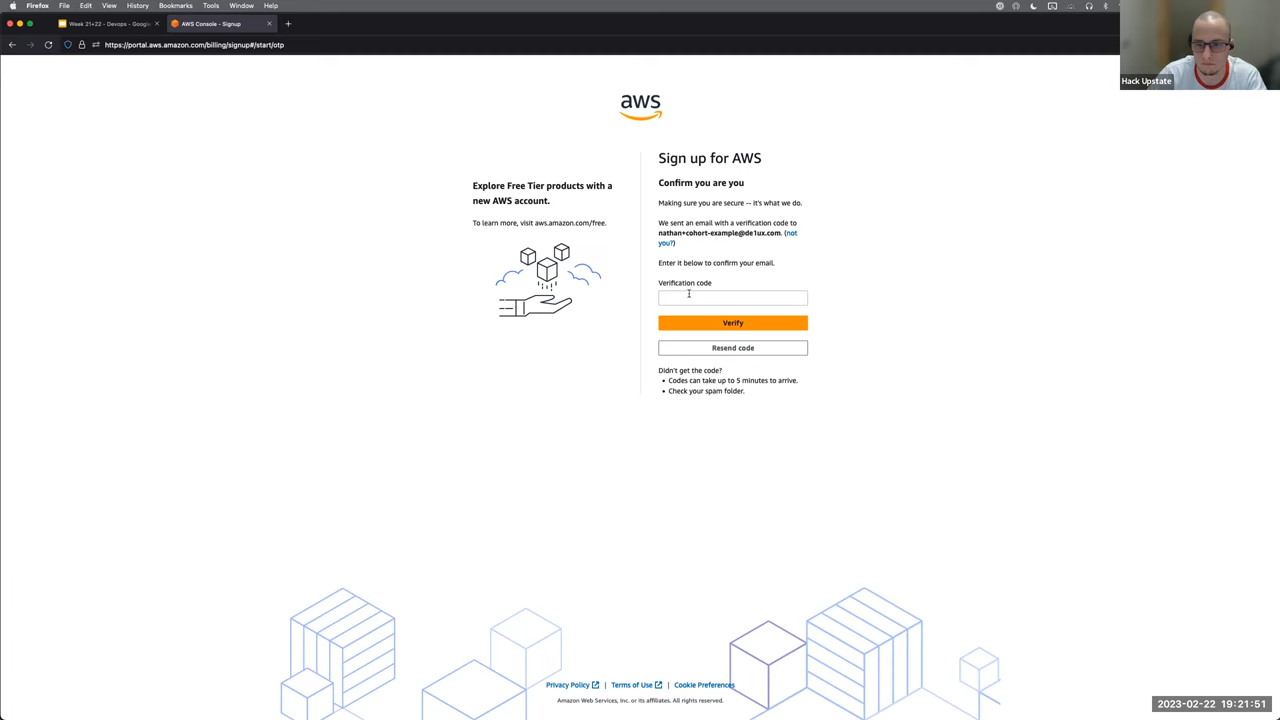 Firefox File Edit View History Bookmarks Tools Window Help
Week 21+22 - Devops - Google
AWS Console - Signup
https://portal.aws.amazon.com/billing/signup#/start/otp
Hack Upstate
aws
Explore Free Tier products with a
new AWS account.
To learn more, visit aws.amazon.com/free.
Sign up for AWS
Confirm you are you
Making sure you are secure -- it's what we do.
We sent an email with a verification code to
nathan+cohort-example@de1ux.com. (not
you?)
Enter it below to confirm your email.
Verification code
Verify
Resend code
Didn't get the code?
• Codes can take up to 5 minutes to arrive.
• Check your spam folder.
Privacy Policy | Terms of Use | Cookie Preferences
Amazon Web Services, Inc. or its affiliates. All rights reserved.
2023-02-22 19:21:51